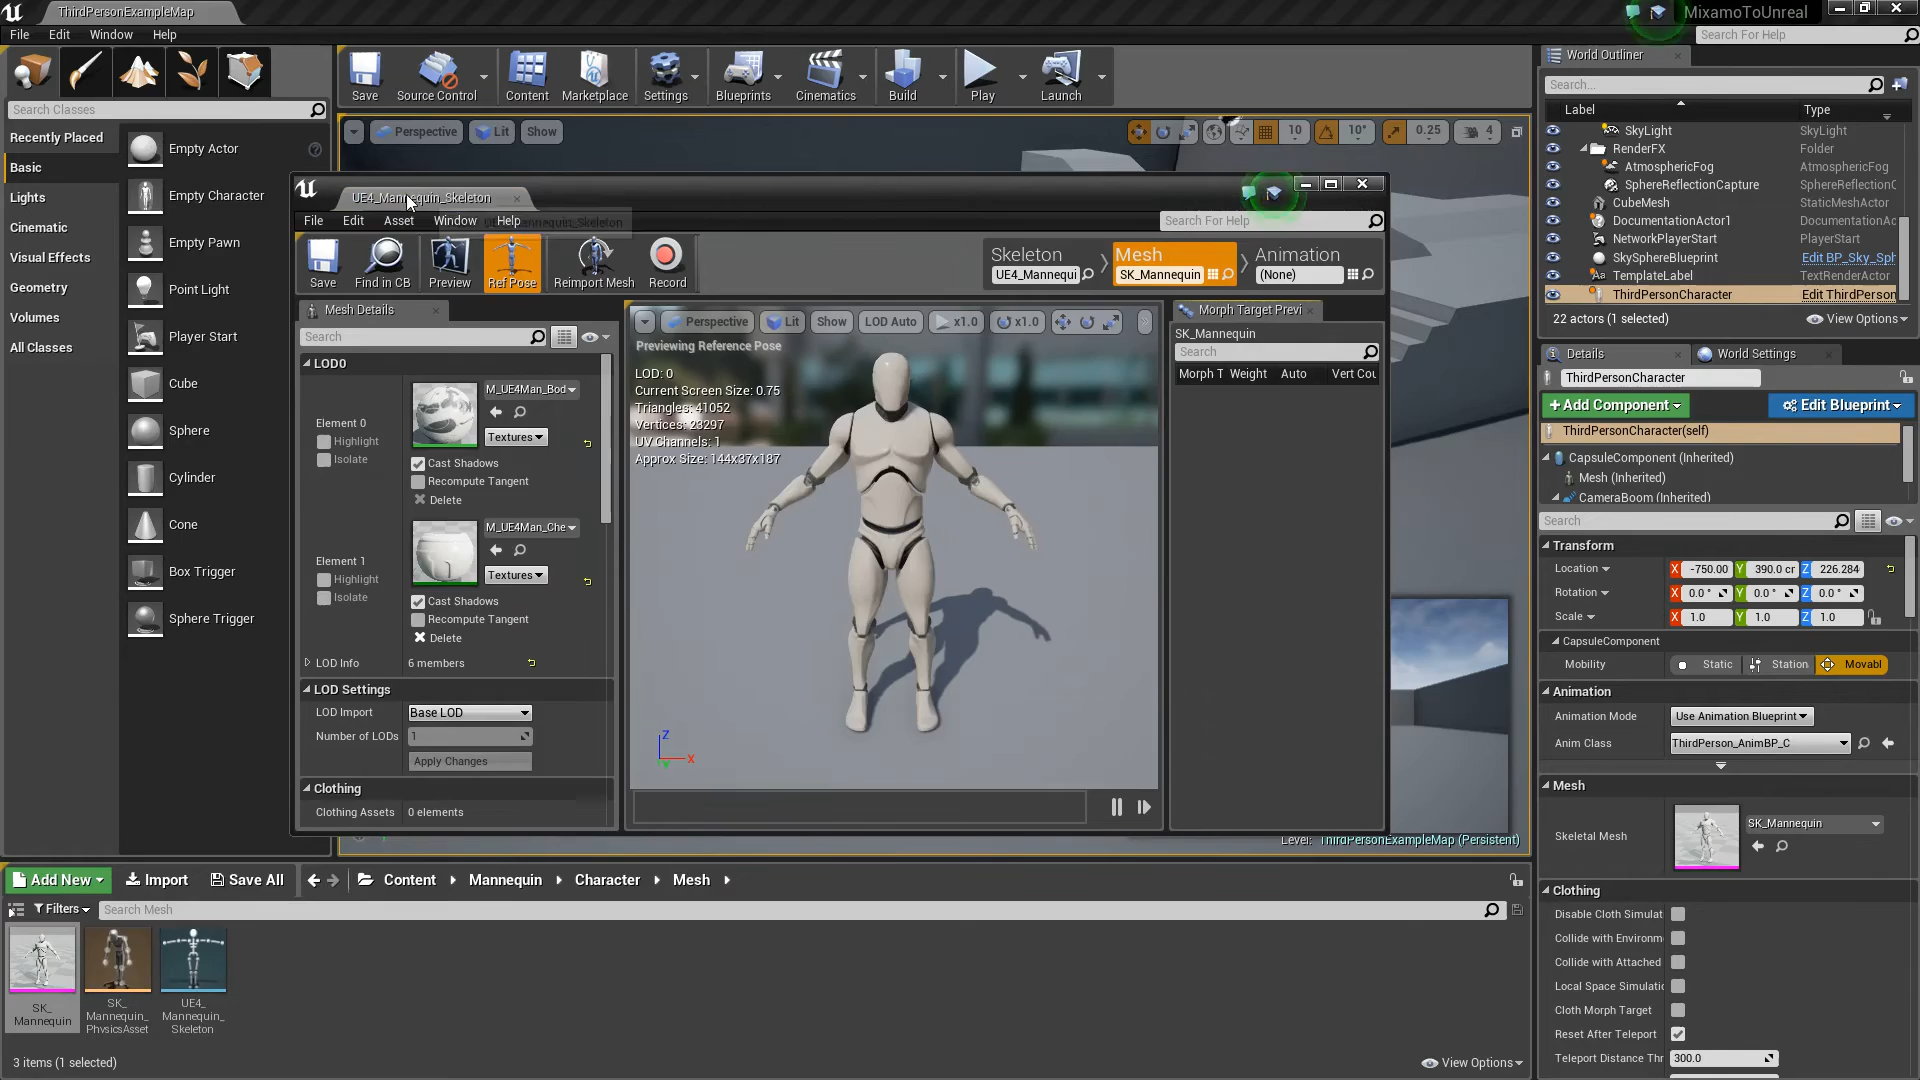 ThirdPersonExampleMap
MixamoToUnreal
File Edit Window Help
Search For Help
Save
Source Control
Content
Marketplace
Settings
Blueprints
Cinematics
Build
Play
Launch
Search Classes
Recently Placed
Basic
Lights
Cinematic
Visual Effects
Geometry
Volumes
All Classes
Empty Actor
Empty Character
Empty Pawn
Point Light
Player Start
Cube
Sphere
Cylinder
Cone
Box Trigger
Sphere Trigger
Perspective Lit Show
10 10° 0.25 4
UE4_Mannequin_Skeleton
File Edit Asset Window Help
Search For Help
Save
Find in CB
Preview
Ref Pose
Reimport Mesh
Record
Skeleton
UE4_Mannequi
Mesh
SK_Mannequin
Animation
(None)
Mesh Details
Search
LOD0
Element 0
Highlight
Isolate
M_UE4Man_Bod
Textures
Cast Shadows
Recompute Tangent
Delete
Element 1
Highlight
Isolate
M_UE4Man_Che
Textures
Cast Shadows
Recompute Tangent
Delete
LOD Info 6 members
LOD Settings
LOD Import Base LOD
Number of LODs 1
Apply Changes
Clothing
Clothing Assets 0 elements
Perspective Lit Show LOD Auto x1.0 x1.0
Previewing Reference Pose
LOD: 0
Current Screen Size: 0.75
Triangles: 41052
Vertices: 23297
UV Channels: 1
Approx Size: 144x37x187
Z
X
Y
Morph Target Previ
SK_Mannequin
Search
Morph T Weight Auto Vert Cou
Level: ThirdPersonExampleMap (Persistent)
World Outliner
Search...
Label Type
SkyLight SkyLight
RenderFX Folder
AtmosphericFog AtmosphericFog
SphereReflectionCapture SphereReflectionC
CubeMesh StaticMeshActor
DocumentationActor1 DocumentationAc
NetworkPlayerStart PlayerStart
SkySphereBlueprint Edit BP_Sky_Sph
TemplateLabel TextRenderActor
ThirdPersonCharacter Edit ThirdPerson
22 actors (1 selected) View Options
Details World Settings
ThirdPersonCharacter
+Add Component Edit Blueprint
ThirdPersonCharacter(self)
CapsuleComponent (Inherited)
Mesh (Inherited)
CameraBoom (Inherited)
Search
Transform
Location X -750.00 Y 390.0 cr Z 226.284
Rotation X 0.0 ° Y 0.0 ° Z 0.0 °
Scale X 1.0 Y 1.0 Z 1.0
CapsuleComponent
Mobility Static Station Movabl
Animation
Animation Mode Use Animation Blueprint
Anim Class ThirdPerson_AnimBP_C
Mesh
Skeletal Mesh SK_Mannequin
Clothing
Disable Cloth Simulat
Collide with Environm
Collide with Attached
Local Space Simulatic
Cloth Morph Target
Reset After Teleport
Teleport Distance Thr 300.0
Add New Import Save All Content Mannequin Character Mesh
Filters Search Mesh
SK_
Mannequin
SK_
Mannequin_
PhysicsAsset
UE4_
Mannequin_
Skeleton
3 items (1 selected) View Options